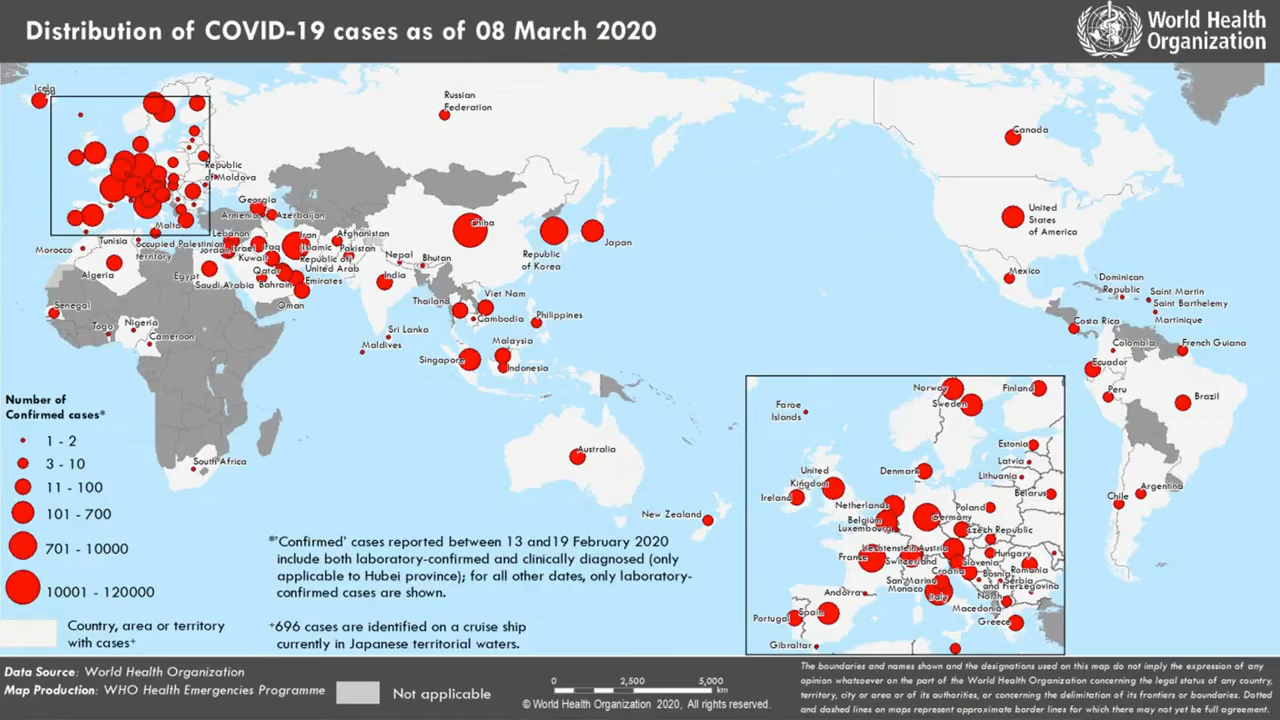 Distribution of COVID-19 cases as of 08 March 2020
World Health
Organization
Russian
Federation
Canada
Republic
of Moldova
Georgia
Armenia
Azerbaijan
China
United
States
of America
Malta
Lebanon
Afghanistan
Iran
(Islamic
Republic of
Japan
Republic
of Korea
Morocco
Tunisia
Occupied Palestinian
territory
Jordan
Israel
Iraq
Pakistan
Kuwait
Nepal
Bhutan
Algeria
Egypt
Qatar
Bahrain
United Arab
Emirates
India
Saudi Arabia
Mexico
Dominican
Republic
Saint Martin
Saint Barthelemy
Martinique
Oman
Thailand
Viet Nam
Senegal
Togo
Nigeria
Cameroon
Cambodia
Philippines
Costa Rica
Sri Lanka
Maldives
Malaysia
Colombia
French Guiana
Singapore
Indonesia
Ecuador
Peru
Brazil
Australia
South Africa
Chile
Argentina
New Zealand
Norway
Finland
Sweden
Faroe
Islands
Estonia
Latvia
Lithuania
Denmark
United
Kingdom
Ireland
Belarus
Netherlands
Poland
Belgium
Germany
Luxembourg
Czech Republic
Liechtenstein
Austria
France
Switzerland
Hungary
Slovenia
Croatia
Romania
San Marino
Bosnia
and Herzegovina
Serbia
Monaco
Andorra
Italy
North
Macedonia
Portugal
Spain
Greece
Gibraltar
Number of
Confirmed cases*
1 - 2
3 - 10
11 - 100
101 - 700
701 - 10000
10001 - 120000
Country, area or territory
with cases+
*'Confirmed' cases reported between 13 and19 February 2020
include both laboratory-confirmed and clinically diagnosed (only
applicable to Hubei province); for all other dates, only laboratory-
confirmed cases are shown.
+696 cases are identified on a cruise ship
currently in Japanese territorial waters.
Data Source: World Health Organization
Map Production: WHO Health Emergencies Programme
Not applicable
0 2,500 5,000
km
© World Health Organization 2020, All rights reserved.
The boundaries and names shown and the designations used on this map do not imply the expression of any
opinion whatsoever on the part of the World Health Organization concerning the legal status of any country,
territory, city or area or of its authorities, or concerning the delimitation of its frontiers or boundaries. Dotted
and dashed lines on maps represent approximate border lines for which there may not yet be full agreement.